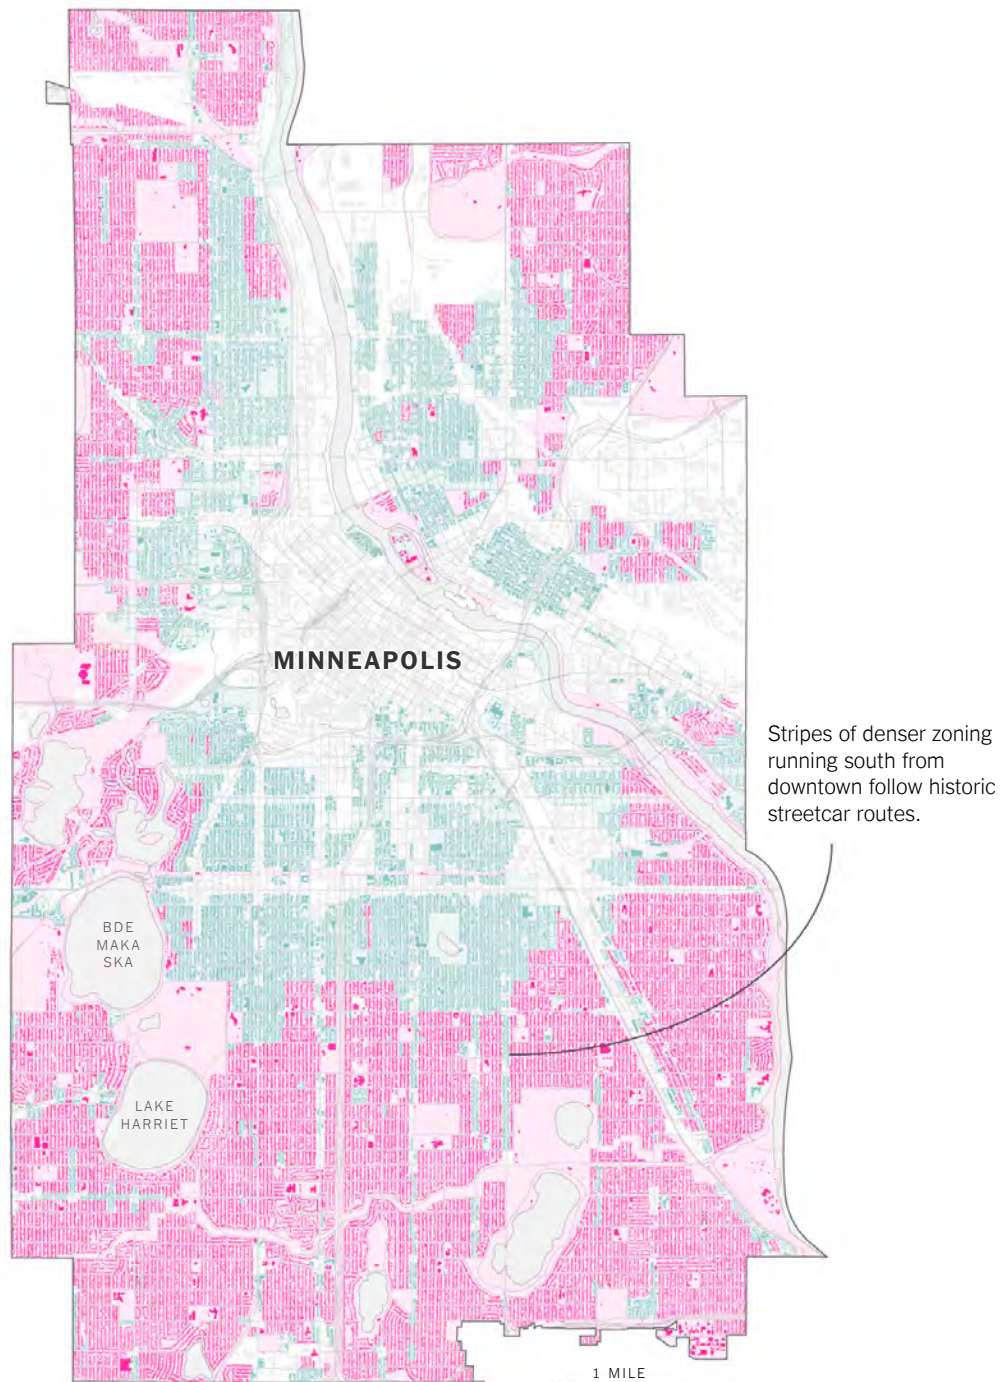 MINNEAPOLIS
Stripes of denser zoning
running south from
downtown follow historic
streetcar routes.
BDE
MAKA
SKA
LAKE
HARRIET
1 MILE